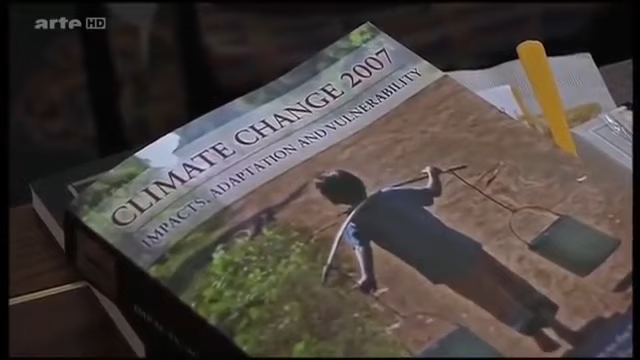 arte HD
CLIMATE CHANGE 2007
IMPACTS, ADAPTATION AND VULNERABILITY